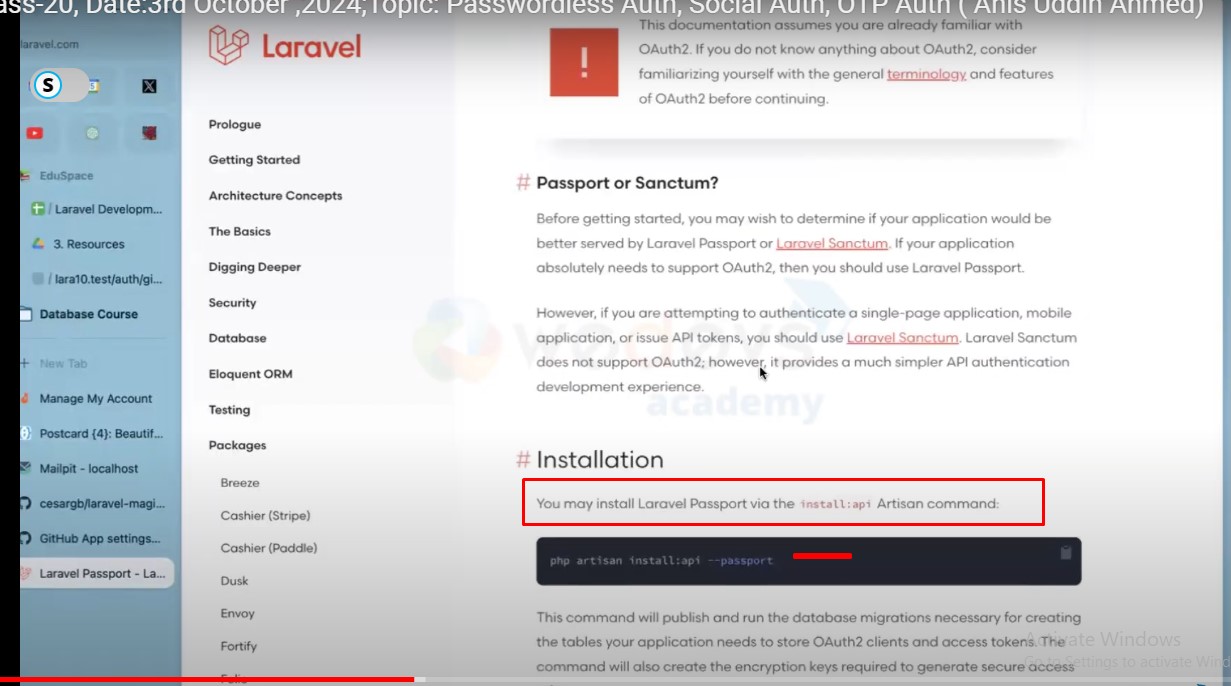 ass-20, Date:3rd October ,2024;Topic: Passwordless Auth, Social Auth, OTP Auth ( Anis Uddin Ahmed)
laravel.com
S
EduSpace
/ Laravel Developm...
3. Resources
/ lara10.test/auth/gi...
Database Course
+ New Tab
Manage My Account
Postcard {4}: Beautif...
Mailpit - localhost
cesargb/laravel-magi...
GitHub App settings...
Laravel Passport - La...
Laravel
Prologue
Getting Started
Architecture Concepts
The Basics
Digging Deeper
Security
Database
Eloquent ORM
Testing
Packages
Breeze
Cashier (Stripe)
Cashier (Paddle)
Dusk
Envoy
Fortify
Folio
!
This documentation assumes you are already familiar with
OAuth2. If you do not know anything about OAuth2, consider
familiarizing yourself with the general terminology and features
of OAuth2 before continuing.
# Passport or Sanctum?
Before getting started, you may wish to determine if your application would be
better served by Laravel Passport or Laravel Sanctum. If your application
absolutely needs to support OAuth2, then you should use Laravel Passport.
However, if you are attempting to authenticate a single-page application, mobile
application, or issue API tokens, you should use Laravel Sanctum. Laravel Sanctum
does not support OAuth2; however, it provides a much simpler API authentication
development experience.
academy
# Installation
You may install Laravel Passport via the install:api Artisan command:
php artisan install:api --passport
This command will publish and run the database migrations necessary for creating
the tables your application needs to store OAuth2 clients and access tokens. The
command will also create the encryption keys required to generate secure access
Activate Windows
Go to Settings to activate Wind